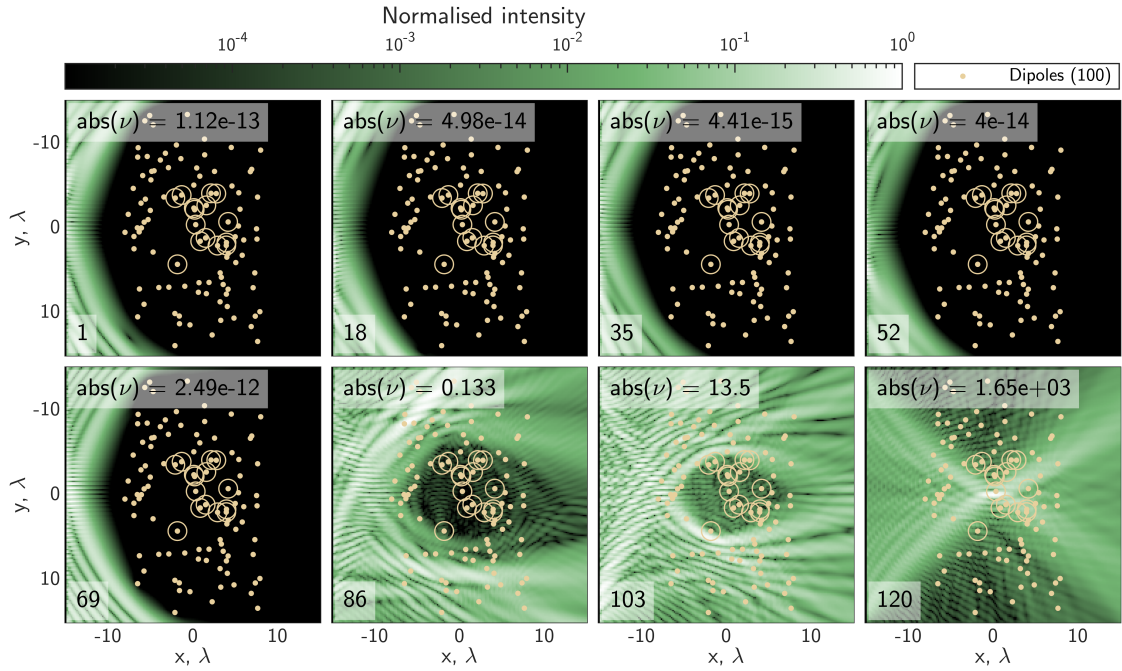 Normalised intensity
10⁻⁴ 10⁻³ 10⁻² 10⁻¹ 10⁰
Dipoles (100)
abs(ν) = 1.12e-13 abs(ν) = 4.98e-14 abs(ν) = 4.41e-15 abs(ν) = 4e-14
-10
0
10
y, λ
1 18 35 52
abs(ν) = 2.49e-12 abs(ν) = 0.133 abs(ν) = 13.5 abs(ν) = 1.65e+03
-10
0
10
y, λ
69 86 103 120
-10 0 10 -10 0 10 -10 0 10 -10 0 10
x, λ x, λ x, λ x, λ